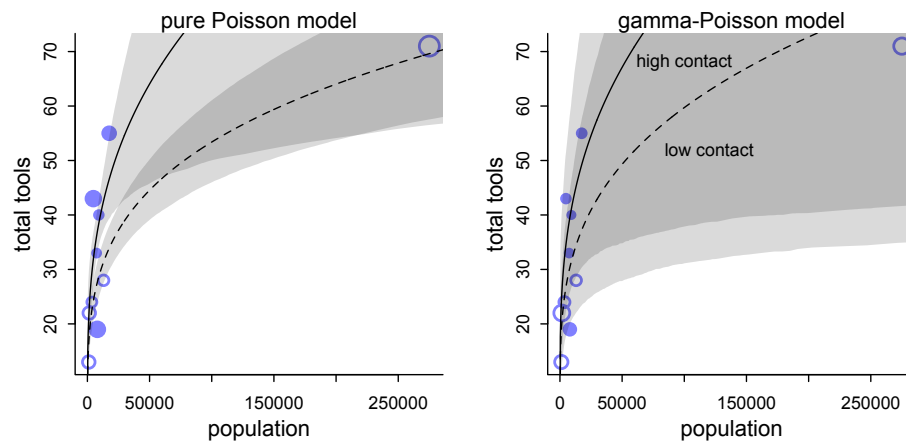 pure Poisson model
total tools
70
60
50
40
30
20
0
50000
150000
250000
population
gamma-Poisson model
high contact
low contact
total tools
70
60
50
40
30
20
0
50000
150000
250000
population